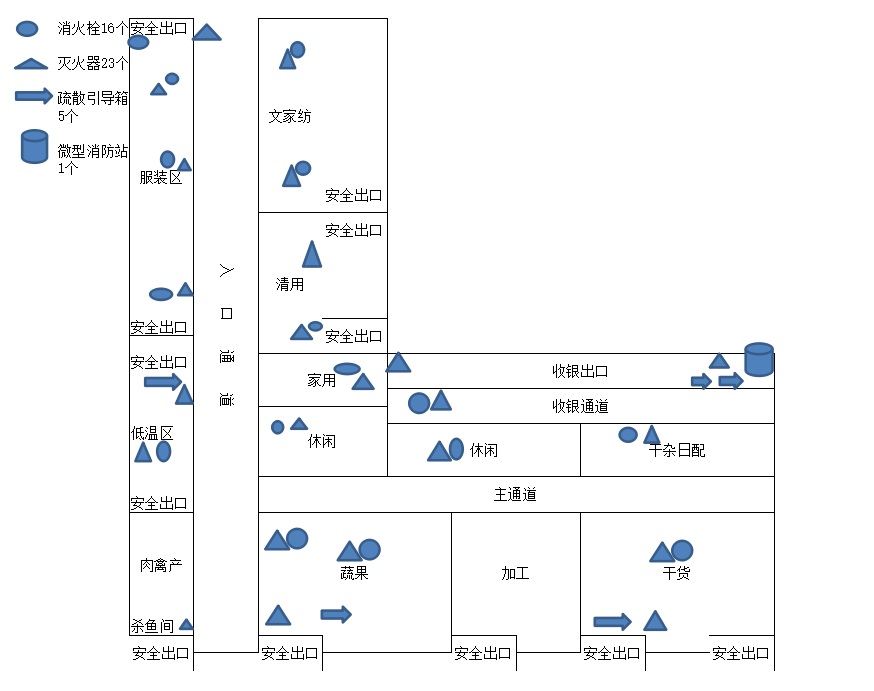 消火栓16个
灭火器23个
疏散引导箱
5个
微型消防站
1个
安全出口
服装区
安全出口
安全出口
低温区
安全出口
肉禽产
杀鱼间
安全出口
入口通道
文家纺
安全出口
安全出口
清用
安全出口
家用
休闲
收银出口
收银通道
休闲
干杂日配
主通道
蔬果
加工
干货
安全出口
安全出口
安全出口
安全出口